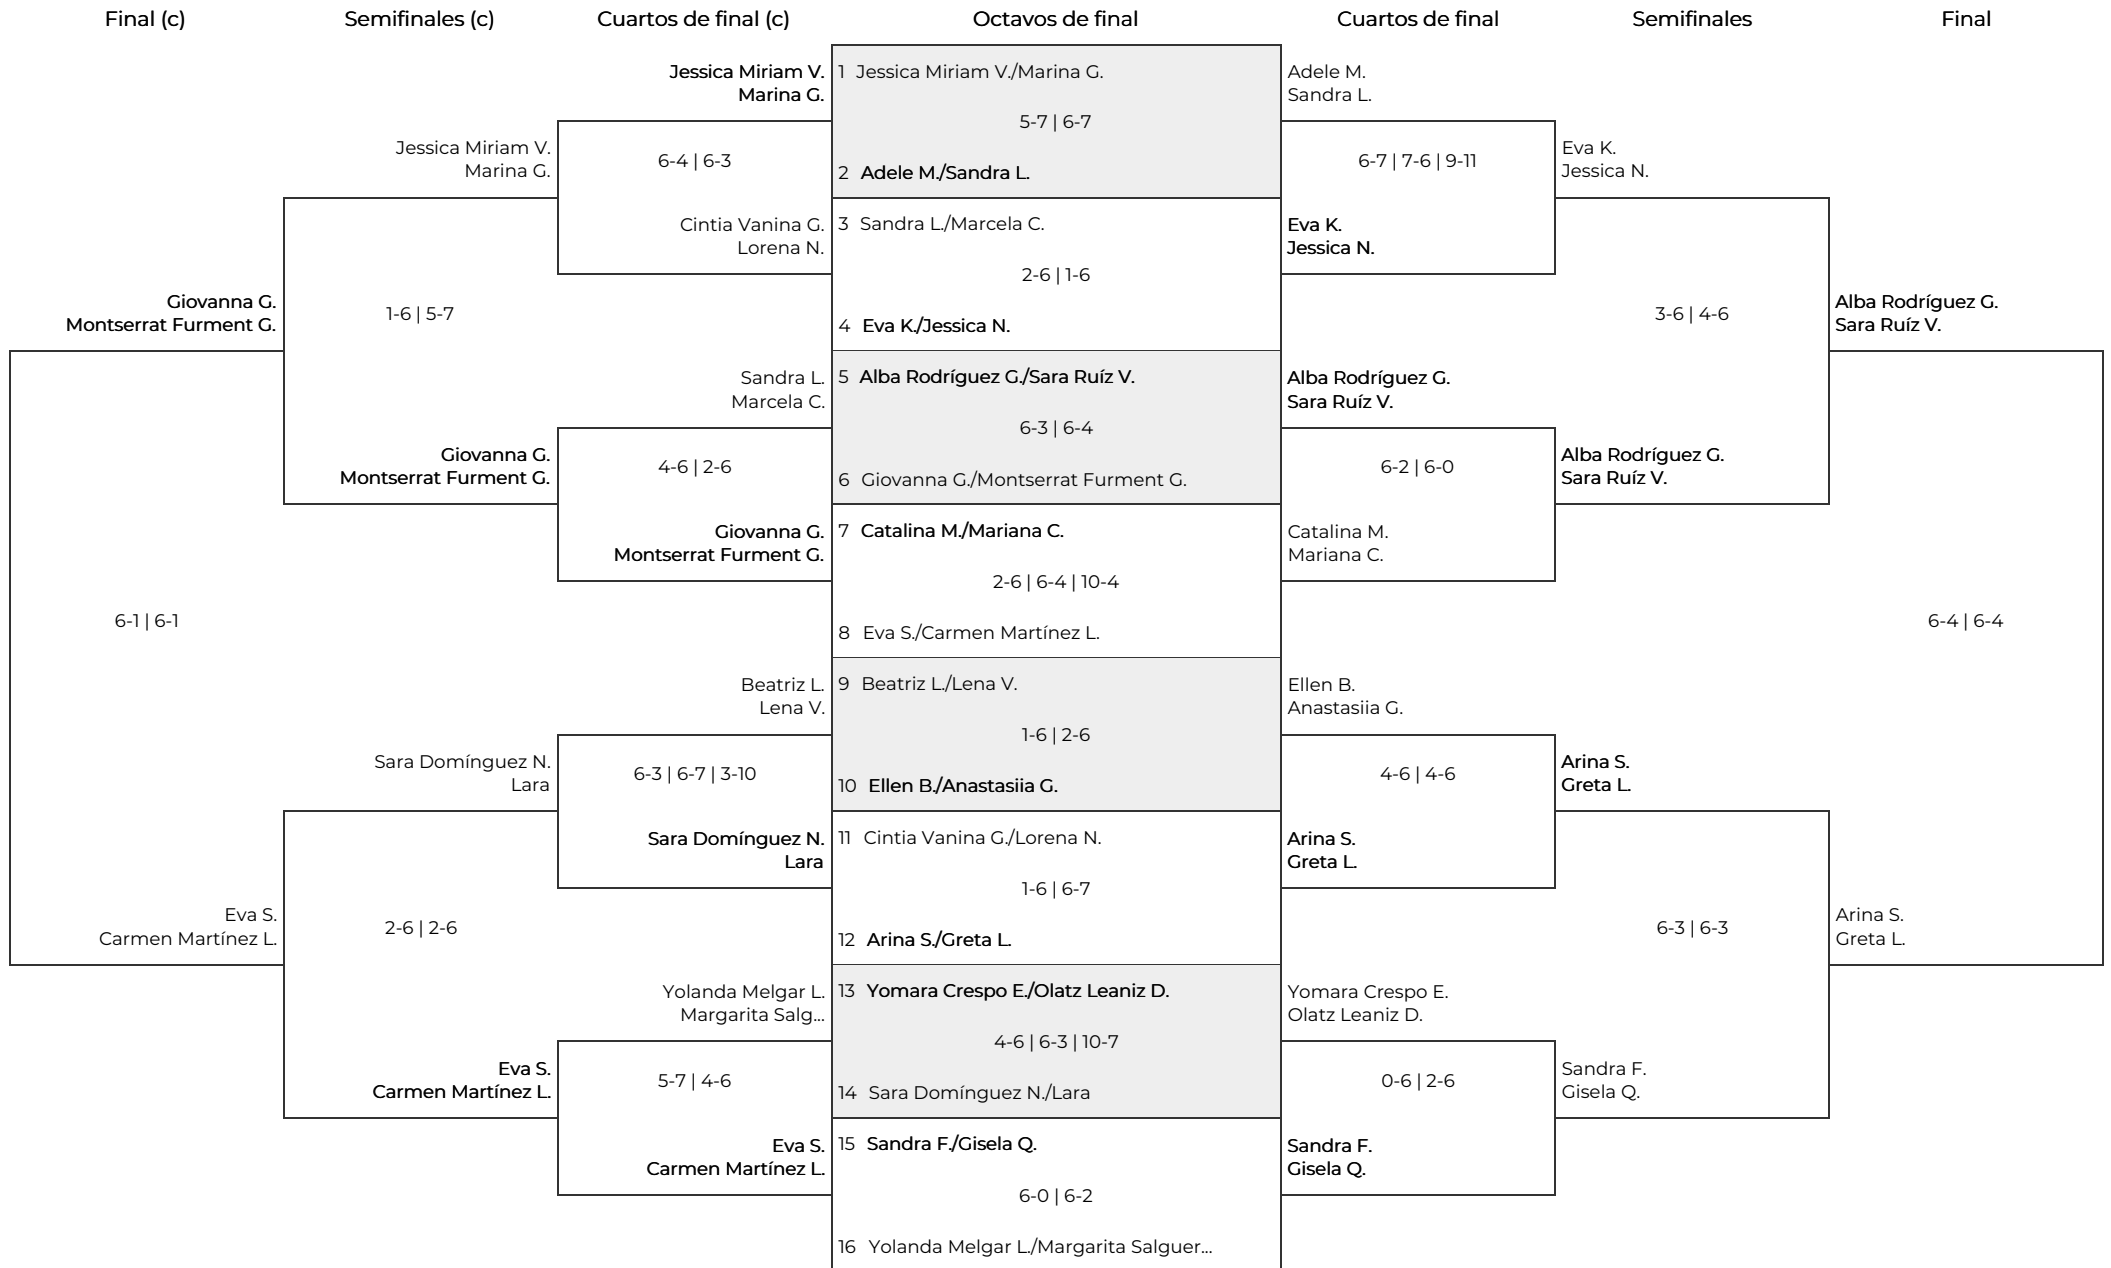 Final (c)
Semifinales (c)
Cuartos de final (c)
Octavos de final
Cuartos de final
Semifinales
Final
Giovanna G.
Montserrat Furment G.
6-1 | 6-1
Eva S.
Carmen Martínez L.
Jessica Miriam V.
Marina G.
1-6 | 5-7
Giovanna G.
Montserrat Furment G.
Sara Domínguez N.
Lara
2-6 | 2-6
Eva S.
Carmen Martínez L.
Jessica Miriam V.
Marina G.
6-4 | 6-3
Cintia Vanina G.
Lorena N.
Sandra L.
Marcela C.
4-6 | 2-6
Giovanna G.
Montserrat Furment G.
Beatriz L.
Lena V.
6-3 | 6-7 | 3-10
Sara Domínguez N.
Lara
Yolanda Melgar L.
Margarita Salg...
5-7 | 4-6
Eva S.
Carmen Martínez L.
1 Jessica Miriam V./Marina G.
5-7 | 6-7
2 Adele M./Sandra L.
3 Sandra L./Marcela C.
2-6 | 1-6
4 Eva K./Jessica N.
5 Alba Rodríguez G./Sara Ruíz V.
6-3 | 6-4
6 Giovanna G./Montserrat Furment G.
7 Catalina M./Mariana C.
2-6 | 6-4 | 10-4
8 Eva S./Carmen Martínez L.
9 Beatriz L./Lena V.
1-6 | 2-6
10 Ellen B./Anastasiia G.
11 Cintia Vanina G./Lorena N.
1-6 | 6-7
12 Arina S./Greta L.
13 Yomara Crespo E./Olatz Leaniz D.
4-6 | 6-3 | 10-7
14 Sara Domínguez N./Lara
15 Sandra F./Gisela Q.
6-0 | 6-2
16 Yolanda Melgar L./Margarita Salguer...
Adele M.
Sandra L.
6-7 | 7-6 | 9-11
Eva K.
Jessica N.
Alba Rodríguez G.
Sara Ruíz V.
6-2 | 6-0
Catalina M.
Mariana C.
Ellen B.
Anastasiia G.
4-6 | 4-6
Arina S.
Greta L.
Yomara Crespo E.
Olatz Leaniz D.
0-6 | 2-6
Sandra F.
Gisela Q.
Eva K.
Jessica N.
3-6 | 4-6
Alba Rodríguez G.
Sara Ruíz V.
Arina S.
Greta L.
6-3 | 6-3
Sandra F.
Gisela Q.
Alba Rodríguez G.
Sara Ruíz V.
6-4 | 6-4
Arina S.
Greta L.